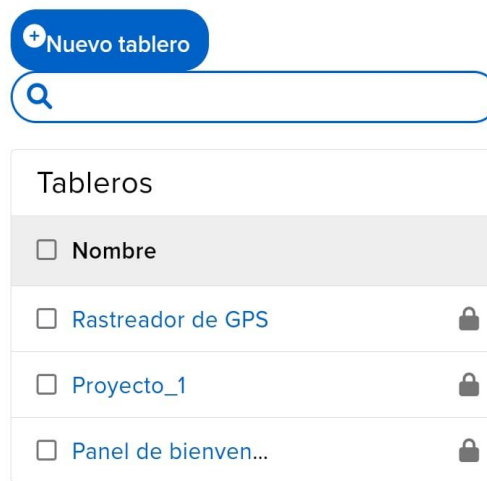 Nuevo tablero
Tableros
Nombre
Rastreador de GPS
Proyecto_1
Panel de bienven...